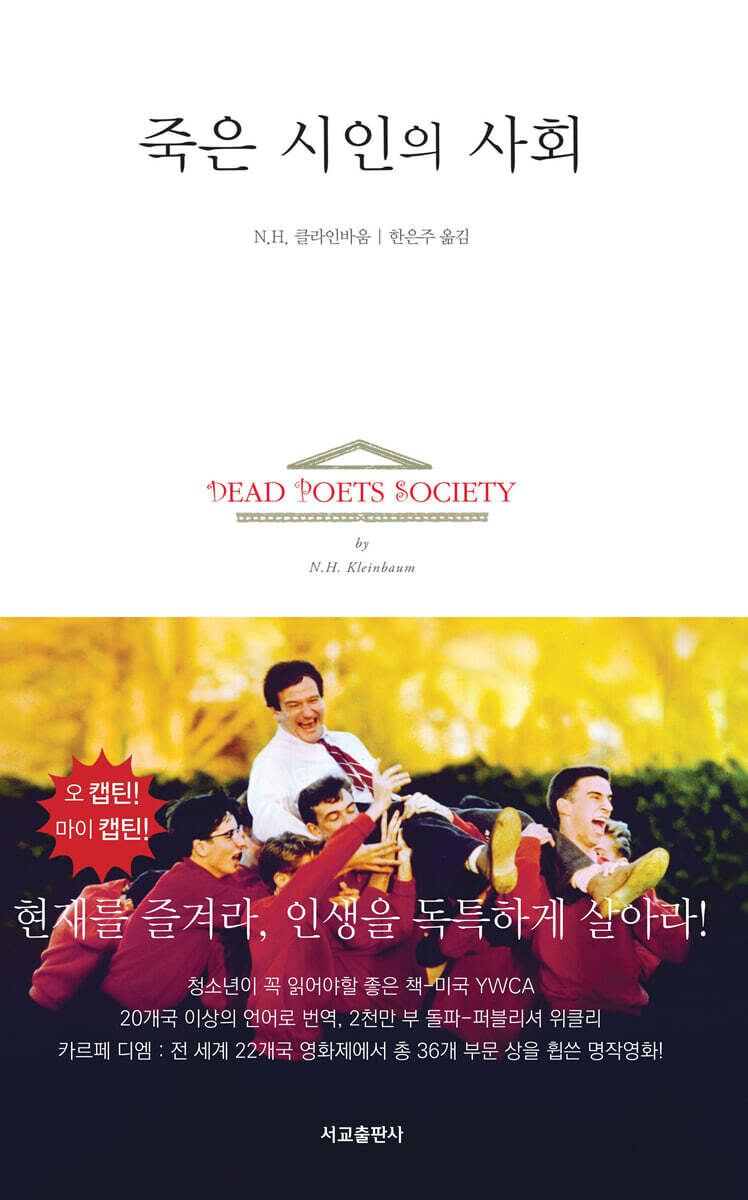 죽은 시인의 사회
N.H. 클라인바움 | 한은주 옮김
DEAD POETS SOCIETY
by
N.H. Kleinbaum
오 캡틴!
마이 캡틴!
현재를 즐겨라, 인생을 독특하게 살아라!
청소년이 꼭 읽어야할 좋은 책-미국 YWCA
20개국 이상의 언어로 번역, 2천만 부 돌파-퍼블리셔 위클리
카르페 디엠 : 전 세계 22개국 영화제에서 총 36개 부문 상을 휩쓴 명작영화!
서교출판사